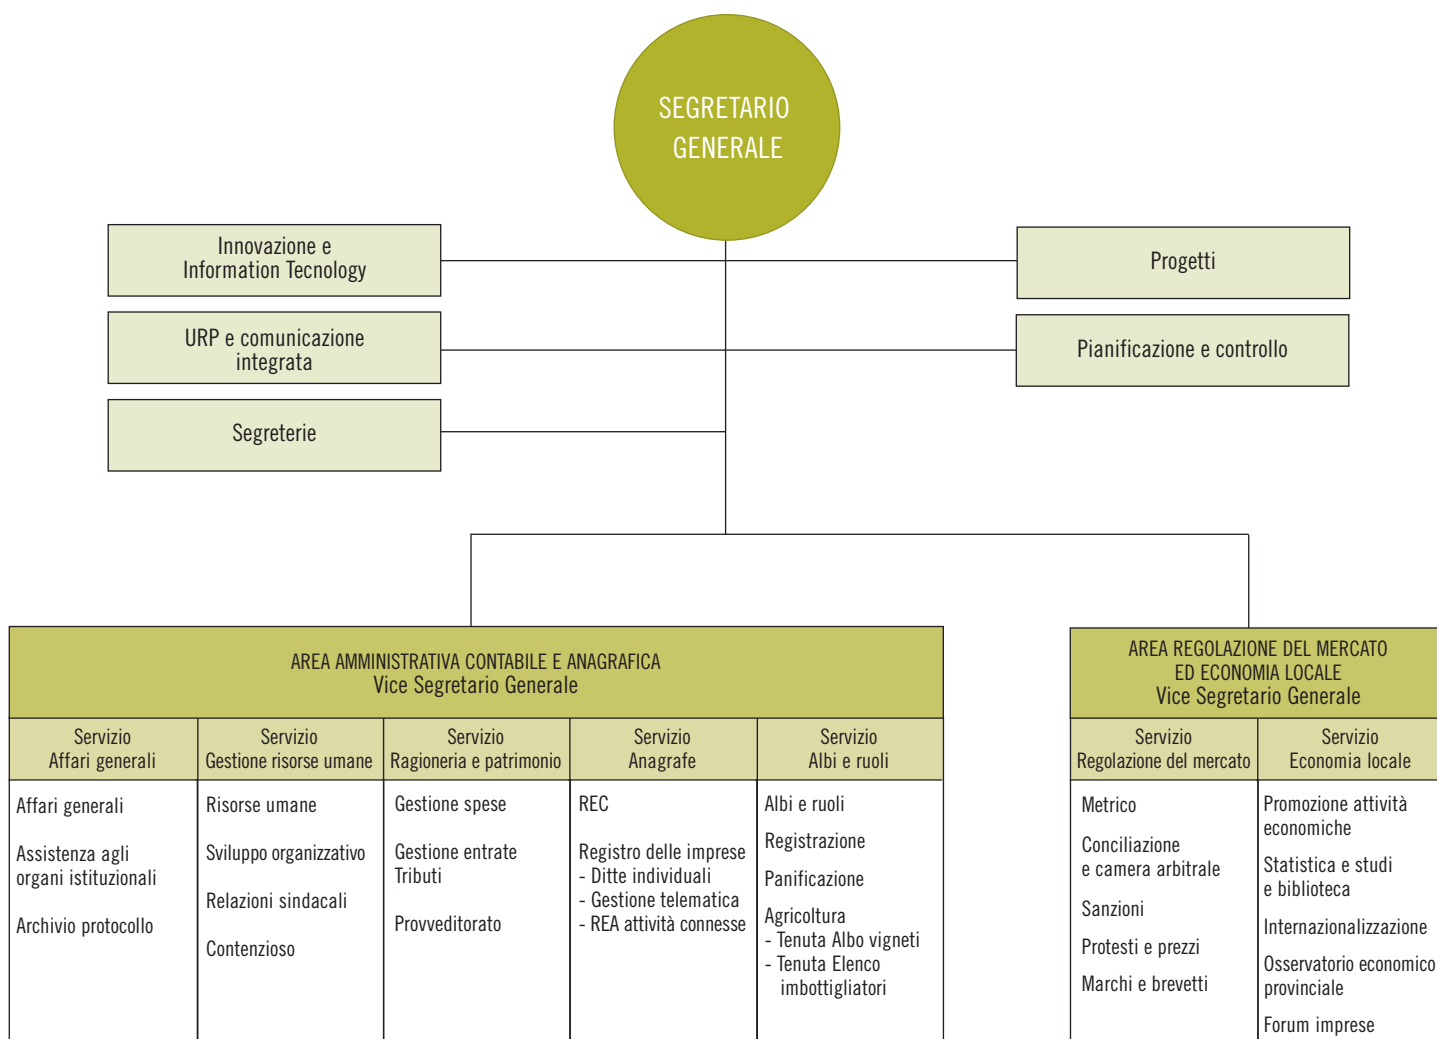 SEGRETARIO
GENERALE
Innovazione e
Information Tecnology
Progetti
URP e comunicazione
integrata
Pianificazione e controllo
Segreterie
AREA AMMINISTRATIVA CONTABILE E ANAGRAFICA
Vice Segretario Generale
Servizio
Affari generali
Affari generali
Assistenza agli
organi istituzionali
Archivio protocollo
Servizio
Gestione risorse umane
Risorse umane
Sviluppo organizzativo
Relazioni sindacali
Contenzioso
Servizio
Ragioneria e patrimonio
Gestione spese
Gestione entrate
Tributi
Provveditorato
Servizio
Anagrafe
REC
Registro delle imprese
- Ditte individuali
- Gestione telematica
- REA attività connesse
Servizio
Albi e ruoli
Albi e ruoli
Registrazione
Panificazione
Agricoltura
- Tenuta Albo vigneti
- Tenuta Elenco
imbottigliatori
AREA REGOLAZIONE DEL MERCATO
ED ECONOMIA LOCALE
Vice Segretario Generale
Servizio
Regolazione del mercato
Metrico
Conciliazione
e camera arbitrale
Sanzioni
Protesti e prezzi
Marchi e brevetti
Servizio
Economia locale
Promozione attività
economiche
Statistica e studi
e biblioteca
Internazionalizzazione
Osservatorio economico
provinciale
Forum imprese